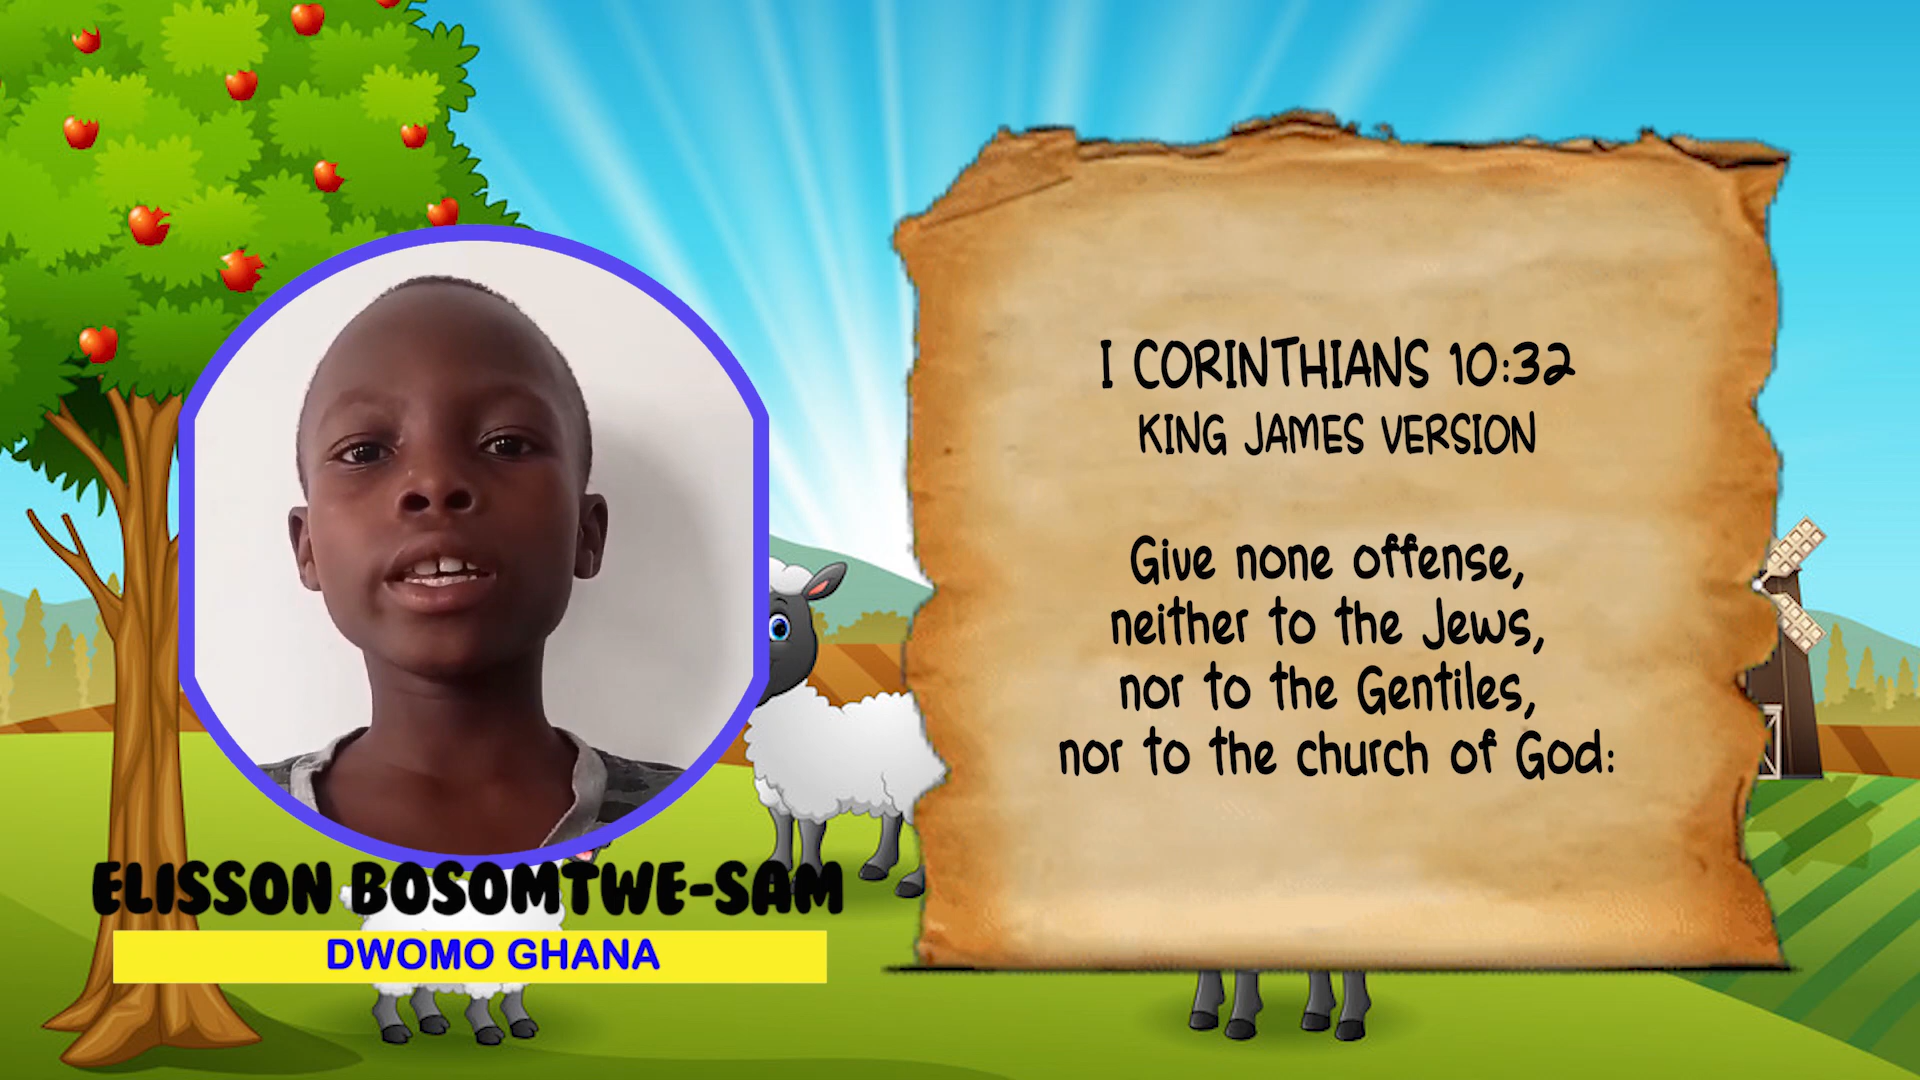 I CORINTHIANS 10:32
KING JAMES VERSION
Give none offense,
neither to the Jews,
nor to the Gentiles,
nor to the church of God:
ELISSON BOSOMTWE-SAM
DWOMO GHANA